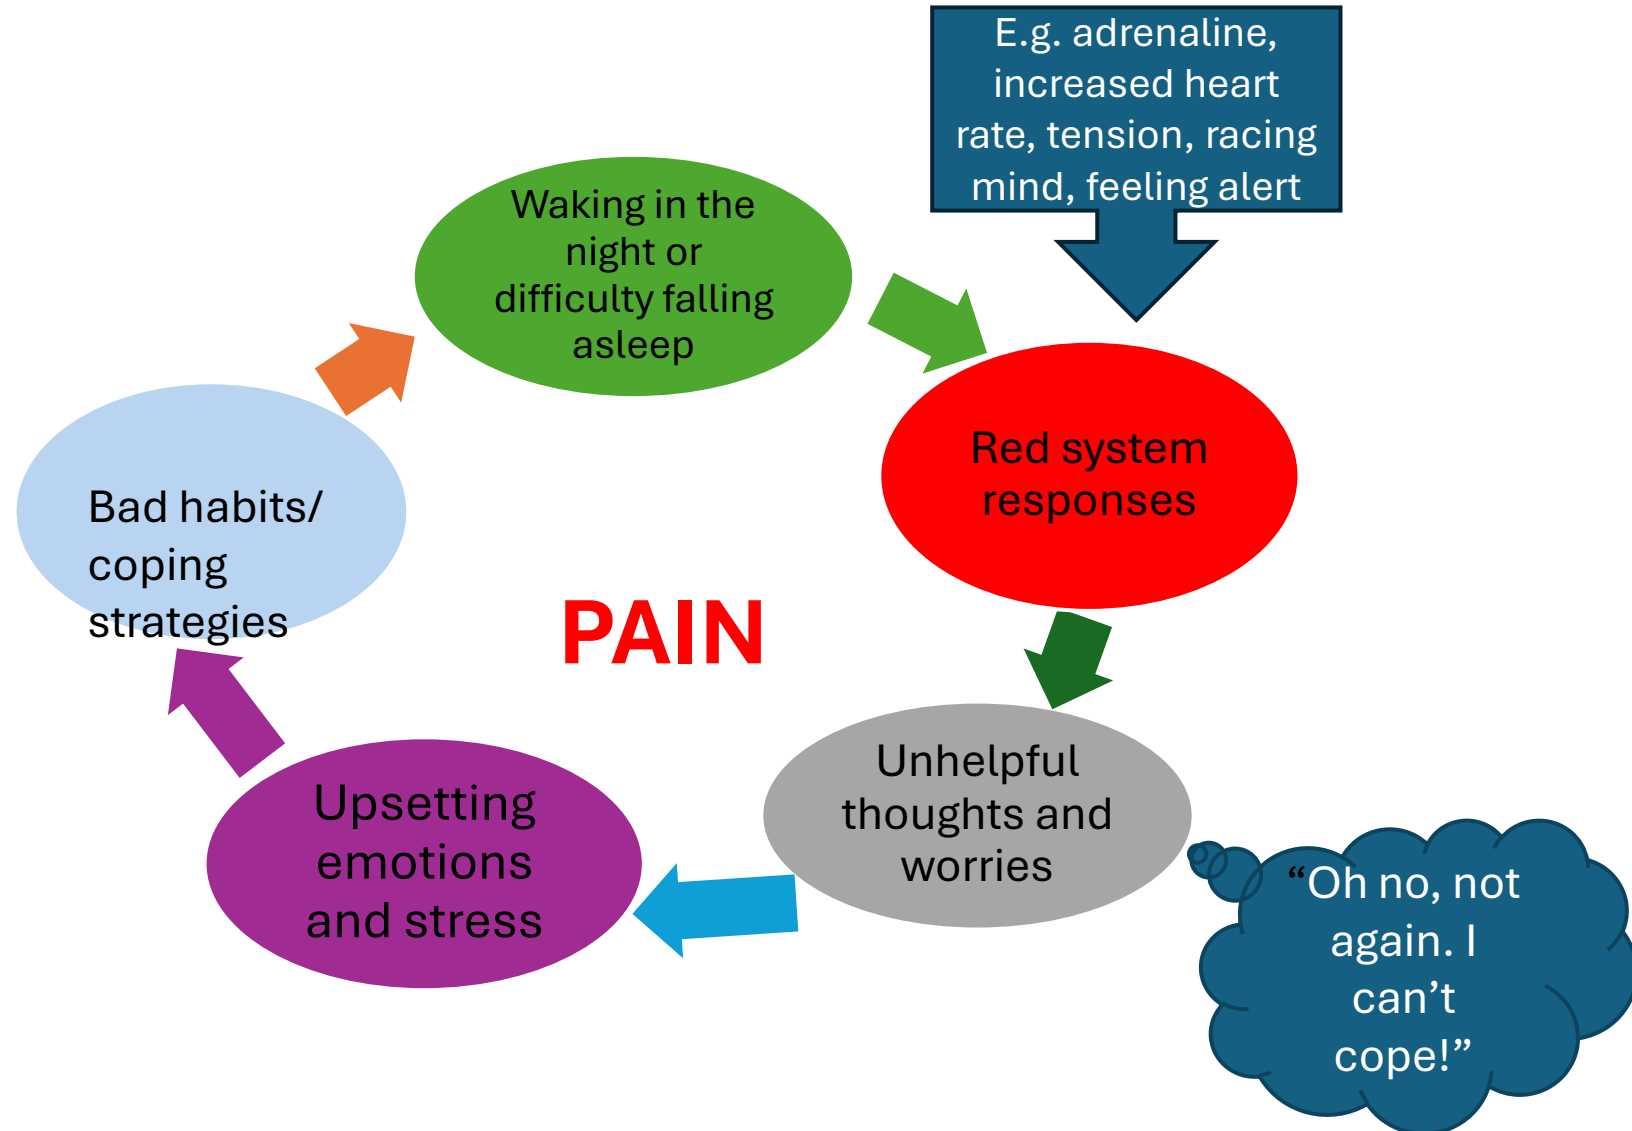 E.g. adrenaline,
increased heart
rate, tension, racing
mind, feeling alert
Waking in the
night or
difficulty falling
asleep
Red system
responses
Bad habits/
coping
strategies
PAIN
Unhelpful
thoughts and
worries
Upsetting
emotions
and stress
“Oh no, not
again. I
can’t
cope!”